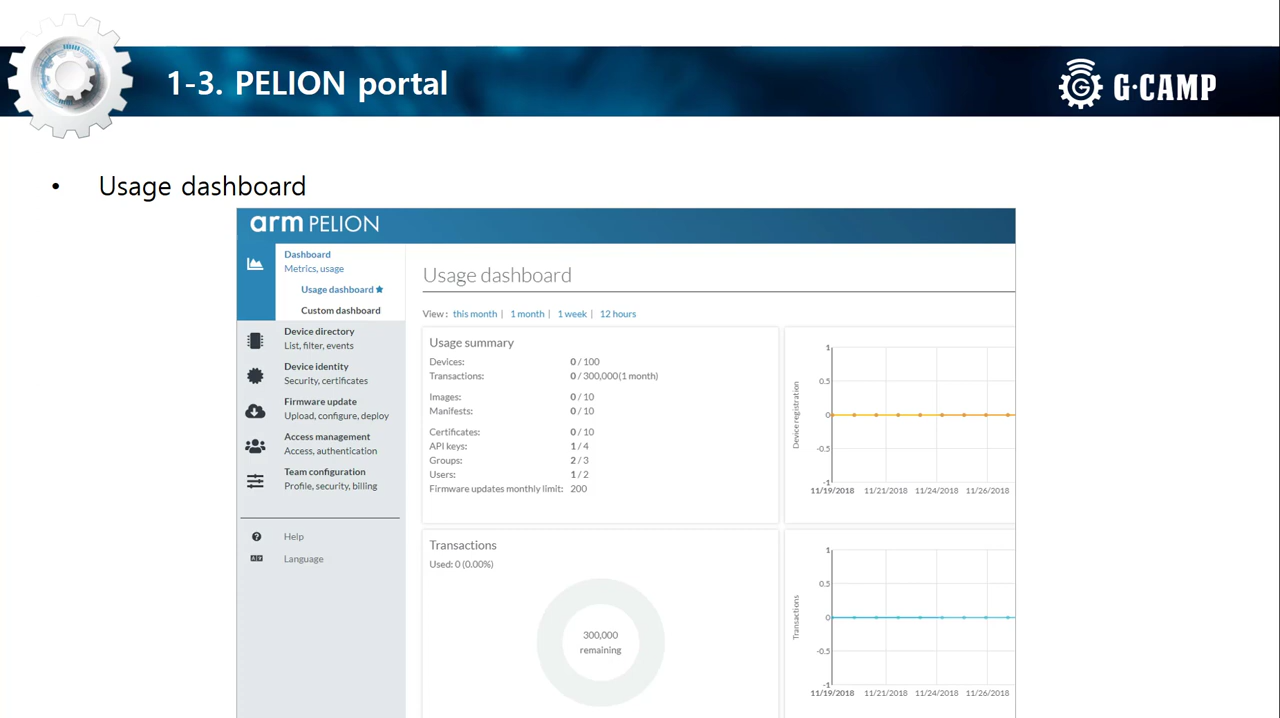 1-3. PELION portal
G·CAMP
• Usage dashboard
arm PELION
Dashboard
Metrics, usage
Usage dashboard
Custom dashboard
Device directory
List, filter, events
Device identity
Security, certificates
Firmware update
Upload, configure, deploy
Access management
Access, authentication
Team configuration
Profile, security, billing
Help
Language
Usage dashboard
View : this month | 1 month | 1 week | 12 hours
Usage summary
Devices: 0 / 100
Transactions: 0 / 300,000(1 month)
Images: 0 / 10
Manifests: 0 / 10
Certificates: 0 / 10
API keys: 1 / 4
Groups: 2 / 3
Users: 1 / 2
Firmware updates monthly limit: 200
Device registration
1
0.5
0
-0.5
-1
11/19/2018 11/21/2018 11/24/2018 11/26/2018
Transactions
Used: 0 (0.00%)
300,000
remaining
Transactions
1
0.5
0
-0.5
-1
11/19/2018 11/21/2018 11/24/2018 11/26/2018